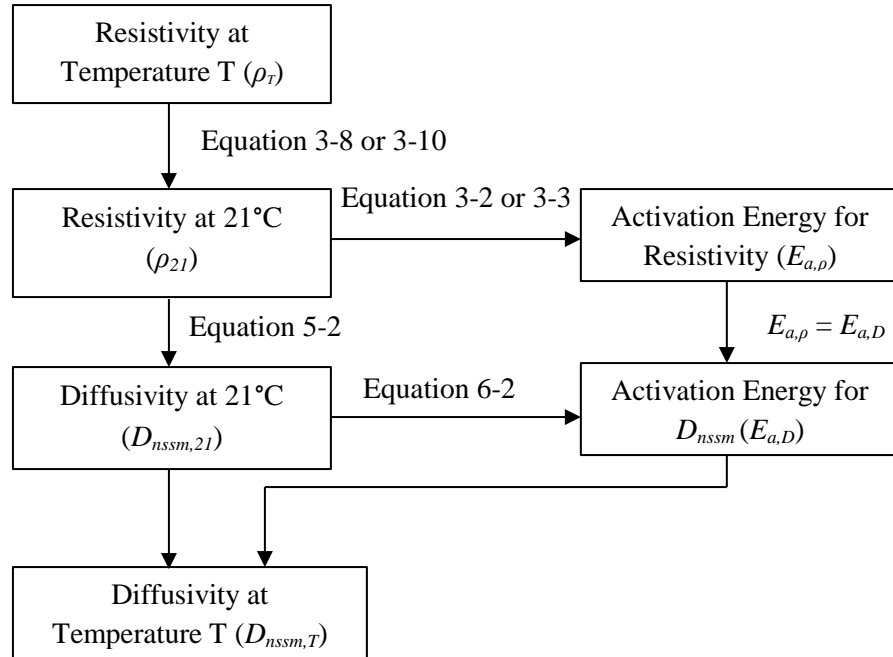 Resistivity at
Temperature T (ρT)
Equation 3-8 or 3-10
Resistivity at 21°C
(ρ21)
Equation 3-2 or 3-3
Activation Energy for
Resistivity (Ea,ρ)
Equation 5-2
Ea,ρ = Ea,D
Diffusivity at 21°C
(Dnssm,21)
Equation 6-2
Activation Energy for
Dnssm (Ea,D)
Diffusivity at
Temperature T (Dnssm,T)